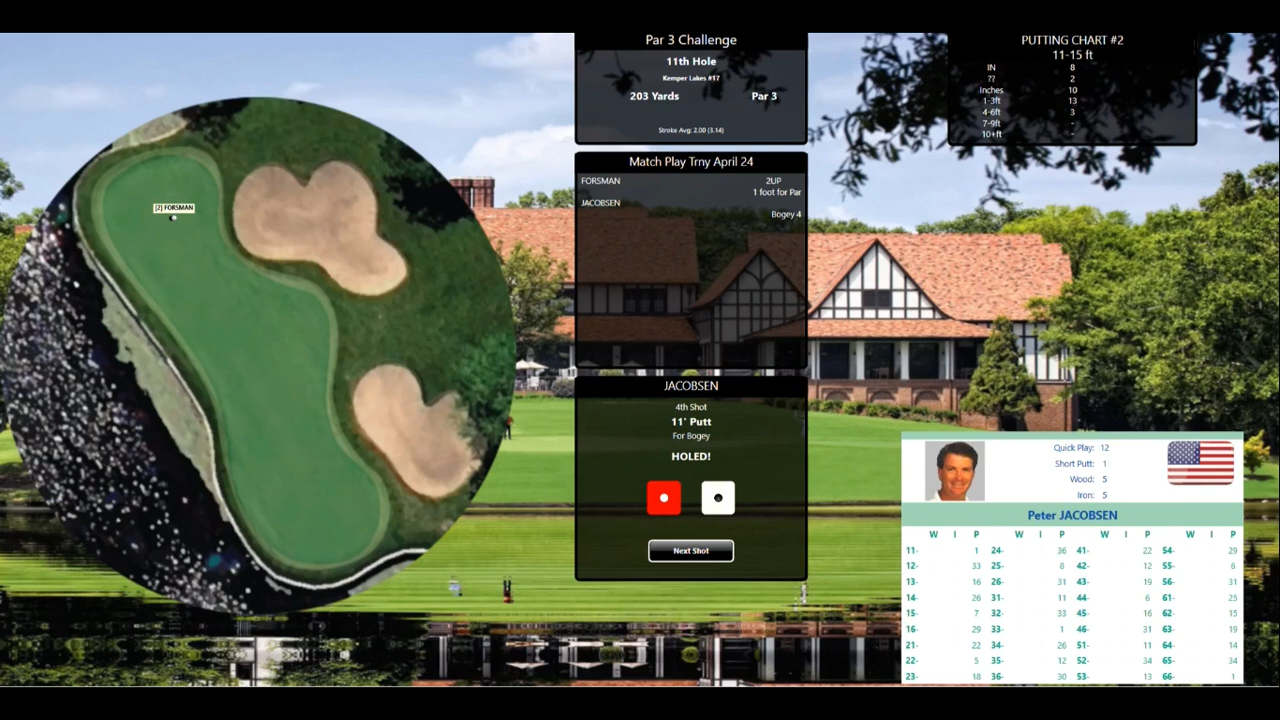 Par 3 Challenge
11th Hole
Kemper Lakes #17
203 Yards Par 3
Stroke Avg: 2.00 (3.14)
PUTTING CHART #2
11-15 ft
IN 8
?? 2
Inches 10
1-3ft 13
4-6ft 3
7-9ft -
10+ft -
[2] FORSMAN
Match Play Trny April 24
FORSMAN 2UP
1 foot for Par
JACOBSEN
Bogey 4
JACOBSEN
4th Shot
11' Putt
For Bogey
HOLED!
Next Shot
Quick Play: 12
Short Putt: 1
Wood: 5
Iron: 5
Peter JACOBSEN
W I P W I P W I P W I P
11- 1 24- 36 41- 22 54- 29
12- 33 25- 8 42- 12 55- 6
13- 16 26- 31 43- 19 56- 31
14- 26 31- 11 44- 6 61- 25
15- 7 32- 33 45- 16 62- 15
16- 29 33- 1 46- 31 63- 19
21- 22 34- 26 51- 11 64- 14
22- 5 35- 12 52- 34 65- 34
23- 18 36- 30 53- 13 66- 1